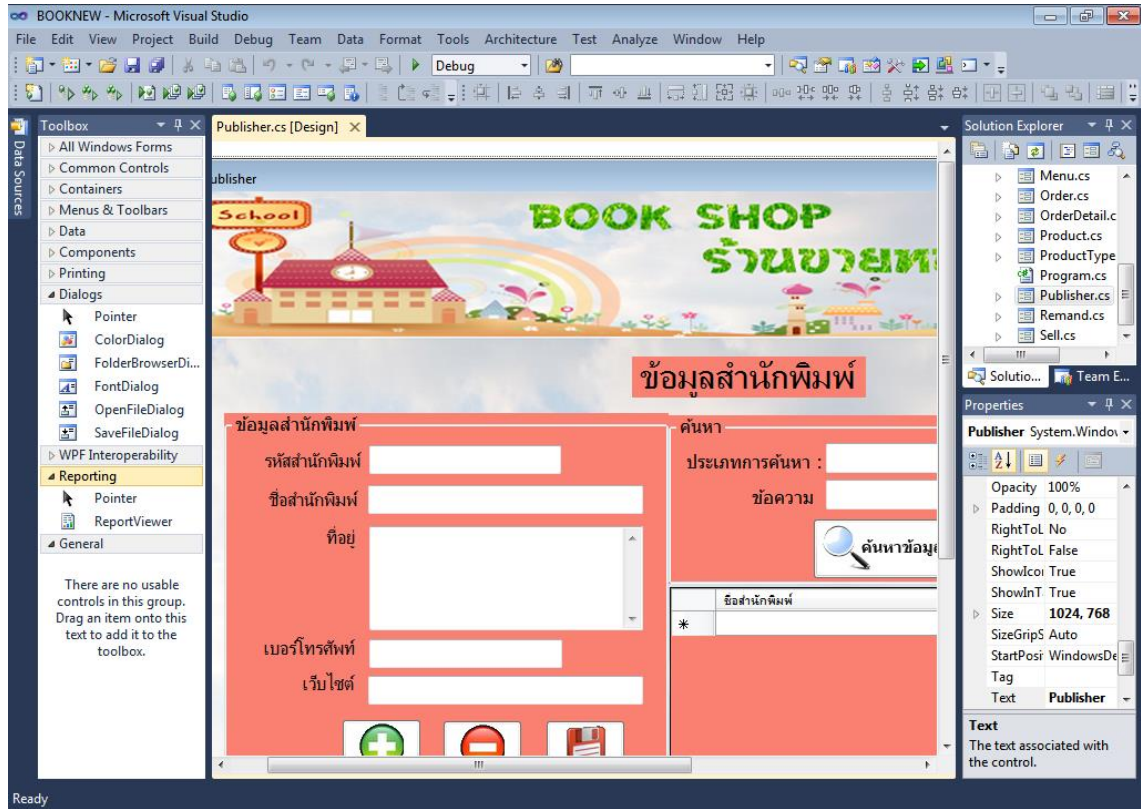 BOOKNEW - Microsoft Visual Studio
File Edit View Project Build Debug Team Data Format Tools Architecture Test Analyze Window Help
Debug
Data Sources
Toolbox
All Windows Forms
Common Controls
Containers
Menus & Toolbars
Data
Components
Printing
Dialogs
Pointer
ColorDialog
FolderBrowserDi...
FontDialog
OpenFileDialog
SaveFileDialog
WPF Interoperability
Reporting
Pointer
ReportViewer
General
There are no usable
controls in this group.
Drag an item onto this
text to add it to the
toolbox.
Publisher.cs [Design]
ublisher
School
BOOK SHOP
ร้านขายห
ข้อมูลสำนักพิมพ์
ข้อมูลสำนักพิมพ์
รหัสสำนักพิมพ์
ชื่อสำนักพิมพ์
ที่อยู่
เบอร์โทรศัพท์
เว็บไซต์
ค้นหา
ประเภทการค้นหา :
ข้อความ
ค้นหาข้อมูล
ชื่อสำนักพิมพ์
Solution Explorer
Menu.cs
Order.cs
OrderDetail.c
Product.cs
ProductType
Program.cs
Publisher.cs
Remand.cs
Sell.cs
Solutio... Team E...
Properties
Publisher System.Window
Opacity 100%
Padding 0, 0, 0, 0
RightToL No
RightToL False
ShowIcon True
ShowInT True
Size 1024, 768
SizeGripS Auto
StartPosi WindowsDe
Tag
Text Publisher
Text
The text associated with
the control.
Ready